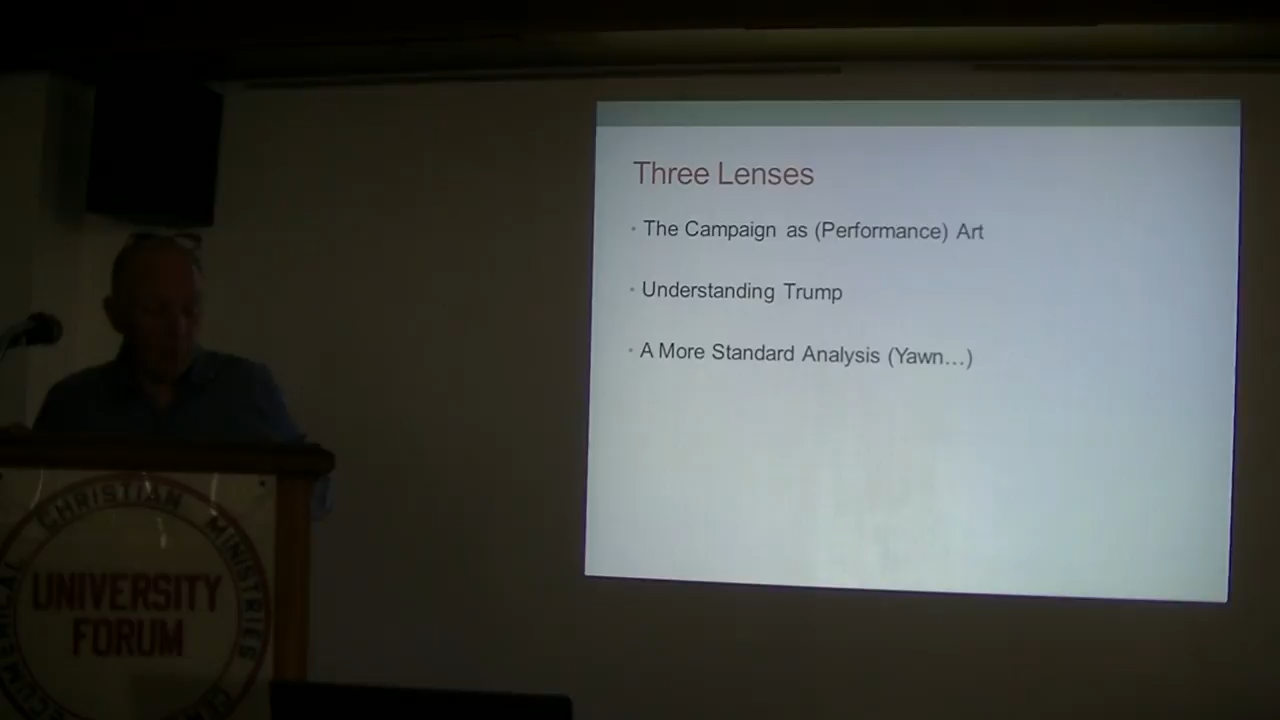 Three Lenses
The Campaign as (Performance) Art
Understanding Trump
A More Standard Analysis (Yawn…)
CHRISTIAN MINISTRIES
UNIVERSITY
FORUM